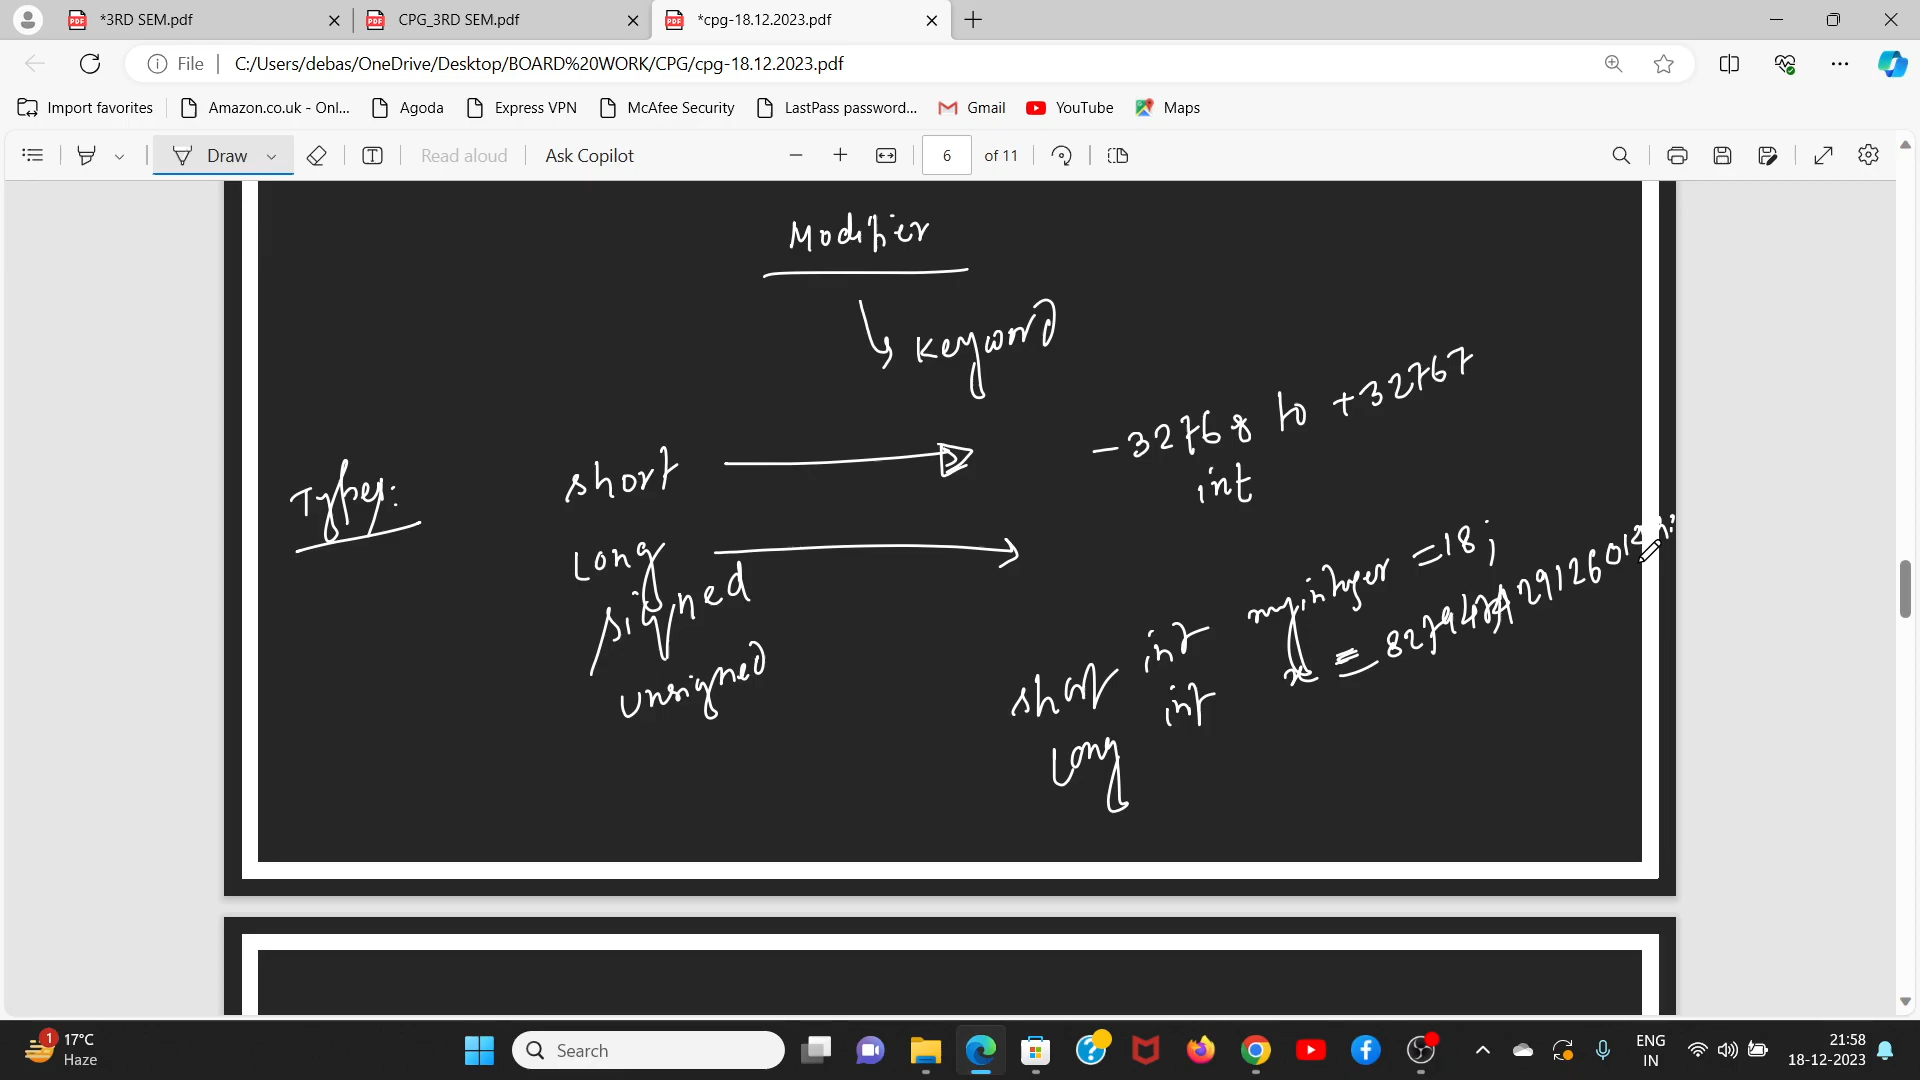 *3RD SEM.pdf
CPG_3RD SEM.pdf
*cpg-18.12.2023.pdf
File
C:/Users/debas/OneDrive/Desktop/BOARD%20WORK/CPG/cpg-18.12.2023.pdf
Import favorites
Amazon.co.uk - Onl...
Agoda
Express VPN
McAfee Security
LastPass password...
Gmail
YouTube
Maps
Draw
Read aloud
Ask Copilot
6 of 11
Modifier
Keyword
-32768 to +32767
int
Types:
short
Long
signed
unsigned
short int myinteger =18;
Long int x =
1
17°C
Haze
Search
ENG
IN
21:58
18-12-2023